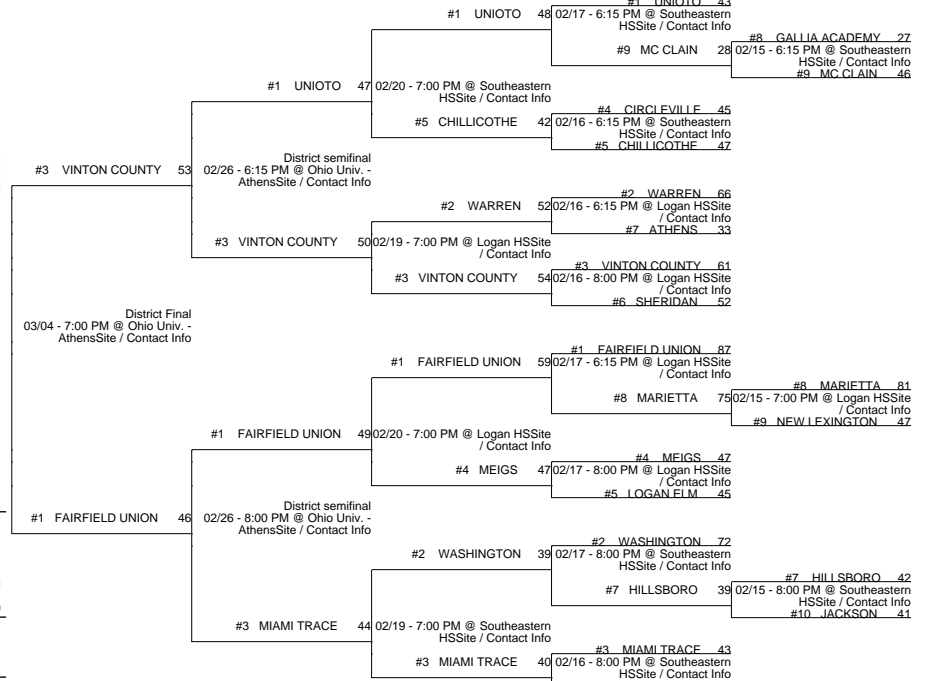 #1 UNIOTO 43
#1 UNIOTO 48 02/17 - 6:15 PM @ Southeastern
HSSite / Contact Info
#8 GALLIA ACADEMY 27
#9 MC CLAIN 28 02/15 - 6:15 PM @ Southeastern
HSSite / Contact Info
#9 MC CLAIN 46
#1 UNIOTO 47 02/20 - 7:00 PM @ Southeastern
HSSite / Contact Info
#4 CIRCLEVILLE 45
#5 CHILLICOTHE 42 02/16 - 6:15 PM @ Southeastern
HSSite / Contact Info
#5 CHILLICOTHE 47
#3 VINTON COUNTY 53
District semifinal
02/26 - 6:15 PM @ Ohio Univ. -
AthensSite / Contact Info
#2 WARREN 66
#2 WARREN 52 02/16 - 6:15 PM @ Logan HSSite
/ Contact Info
#7 ATHENS 33
#3 VINTON COUNTY 50 02/19 - 7:00 PM @ Logan HSSite
/ Contact Info
#3 VINTON COUNTY 61
#3 VINTON COUNTY 54 02/16 - 8:00 PM @ Logan HSSite
/ Contact Info
#6 SHERIDAN 52
District Final
03/04 - 7:00 PM @ Ohio Univ. -
AthensSite / Contact Info
#1 FAIRFIELD UNION 87
#1 FAIRFIELD UNION 59 02/17 - 6:15 PM @ Logan HSSite
/ Contact Info
#8 MARIETTA 81
#8 MARIETTA 75 02/15 - 7:00 PM @ Logan HSSite
/ Contact Info
#9 NEW LEXINGTON 47
#1 FAIRFIELD UNION 49 02/20 - 7:00 PM @ Logan HSSite
/ Contact Info
#4 MEIGS 47
#4 MEIGS 47 02/17 - 8:00 PM @ Logan HSSite
/ Contact Info
#5 LOGAN ELM 45
#1 FAIRFIELD UNION 46
District semifinal
02/26 - 8:00 PM @ Ohio Univ. -
AthensSite / Contact Info
#2 WASHINGTON 72
#2 WASHINGTON 39 02/17 - 8:00 PM @ Southeastern
HSSite / Contact Info
#7 HILLSBORO 42
#7 HILLSBORO 39 02/15 - 8:00 PM @ Southeastern
HSSite / Contact Info
#10 JACKSON 41
#3 MIAMI TRACE 44 02/19 - 7:00 PM @ Southeastern
HSSite / Contact Info
#3 MIAMI TRACE 43
#3 MIAMI TRACE 40 02/16 - 8:00 PM @ Southeastern
HSSite / Contact Info